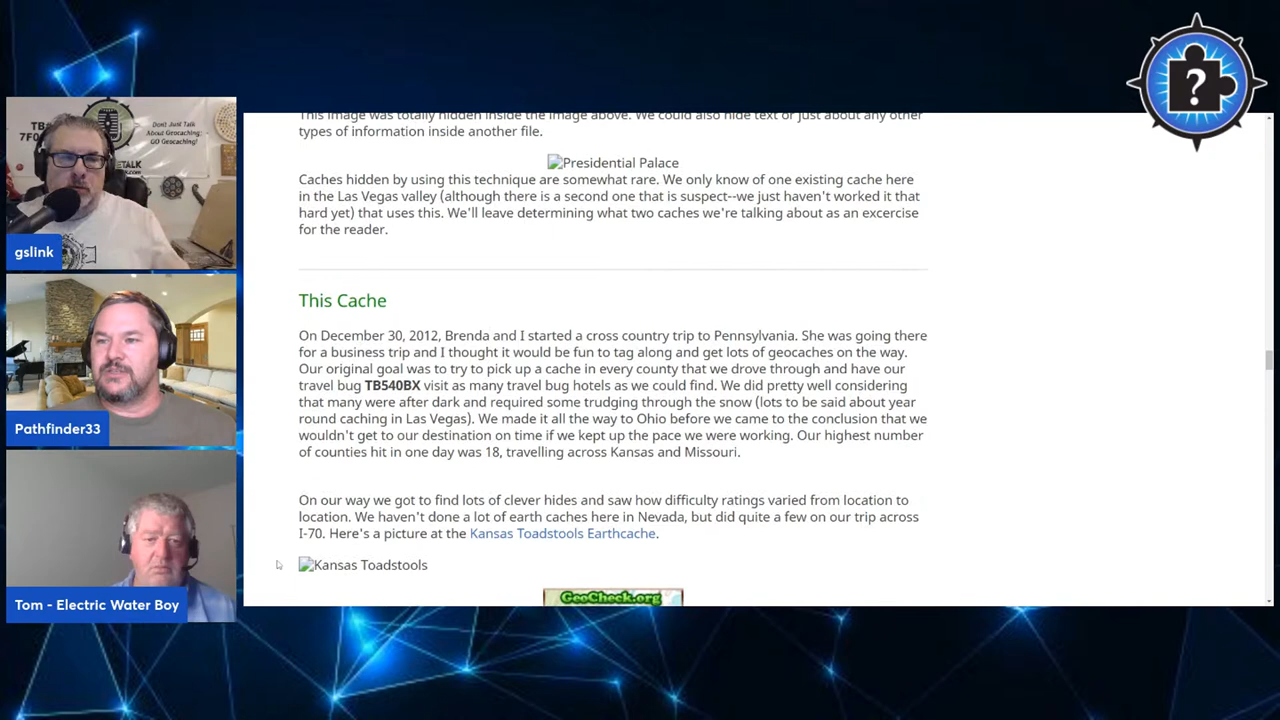 This image was totally hidden inside the image above. We could also hide text or just about any other
types of information inside another file.
Presidential Palace
Caches hidden by using this technique are somewhat rare. We only know of one existing cache here
in the Las Vegas valley (although there is a second one that is suspect--we just haven't worked it that
hard yet) that uses this. We'll leave determining what two caches we're talking about as an excercise
for the reader.
This Cache
On December 30, 2012, Brenda and I started a cross country trip to Pennsylvania. She was going there
for a business trip and I thought it would be fun to tag along and get lots of geocaches on the way.
Our original goal was to try to pick up a cache in every county that we drove through and have our
travel bug TB540BX visit as many travel bug hotels as we could find. We did pretty well considering
that many were after dark and required some trudging through the snow (lots to be said about year
round caching in Las Vegas). We made it all the way to Ohio before we came to the conclusion that we
wouldn't get to our destination on time if we kept up the pace we were working. Our highest number
of counties hit in one day was 18, travelling across Kansas and Missouri.
On our way we got to find lots of clever hides and saw how difficulty ratings varied from location to
location. We haven't done a lot of earth caches here in Nevada, but did quite a few on our trip across
I-70. Here's a picture at the Kansas Toadstools Earthcache.
Kansas Toadstools
GeoCheck.org
Don't Just Talk
About Geocaching;
GO Geocaching!
gslink
Pathfinder33
Tom - Electric Water Boy
?